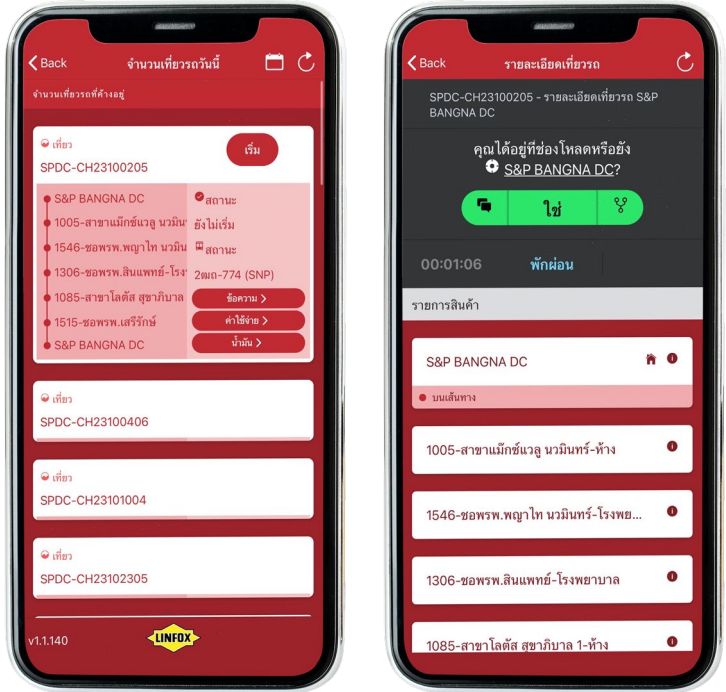 Back
จำนวนเที่ยวรถวันนี้
จำนวนเที่ยวรถที่ค้างอยู่
เที่ยว
SPDC-CH23100205
เริ่ม
S&P BANGNA DC
1005-สาขาแม๊กซ์แวลู นวมิน
1546-ซอพรพ.พญาไท นวมิน
1306-ซอพรพ.สินแพทย์-โรง
1085-สาขาโลตัส สุขาภิบาล
1515-ซอพรพ.เสรีรักษ์
S&P BANGNA DC
สถานะ
ยังไม่เริ่ม
สถานะ
2ฒถ-774 (SNP)
ข้อความ >
ค่าใช้จ่าย >
น้ำมัน >
เที่ยว
SPDC-CH23100406
เที่ยว
SPDC-CH23101004
เที่ยว
SPDC-CH23102305
v1.1.140
LINFOX
Back
รายละเอียดเที่ยวรถ
SPDC-CH23100205 - รายละเอียดเที่ยวรถ S&P
BANGNA DC
คุณได้อยู่ที่ช่องโหลดหรือยัง
S&P BANGNA DC?
ใช่
00:01:06
พักผ่อน
รายการสินค้า
S&P BANGNA DC
บนเส้นทาง
1005-สาขาแม๊กซ์แวลู นวมินทร์-ห้าง
1546-ซอพรพ.พญาไท นวมินทร์-โรงพย...
1306-ซอพรพ.สินแพทย์-โรงพยาบาล
1085-สาขาโลตัส สุขาภิบาล 1-ห้าง